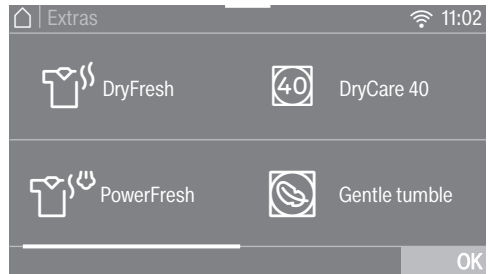 Extras
11:02
DryFresh
40
DryCare 40
PowerFresh
Gentle tumble
OK